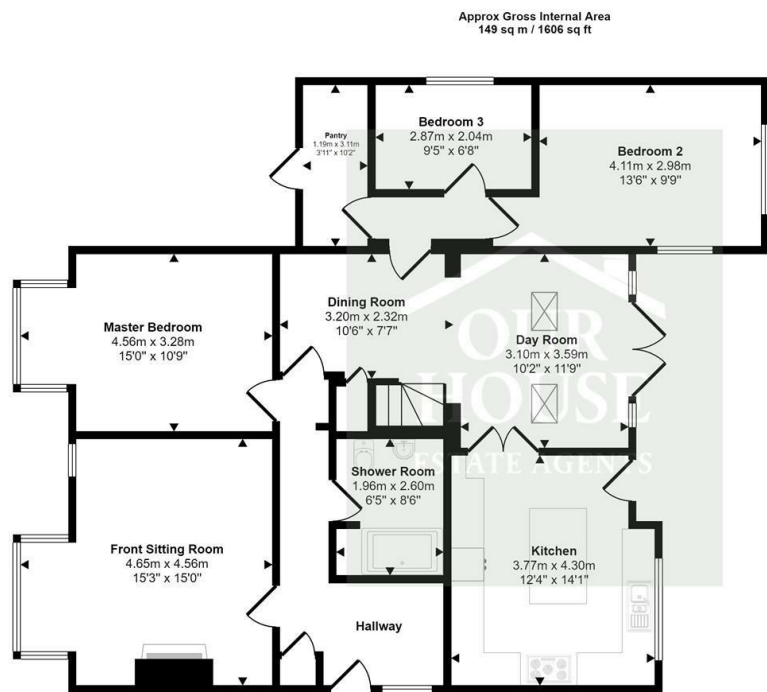 Approx Gross Internal Area
149 sq m / 1606 sq ft
Pantry
1.19m x 3.11m
3'11" x 10'2"
Bedroom 3
2.87m x 2.04m
9'5" x 6'8"
Bedroom 2
4.11m x 2.98m
13'6" x 9'9"
Master Bedroom
4.56m x 3.28m
15'0" x 10'9"
Dining Room
3.20m x 2.32m
10'6" x 7'7"
Day Room
3.10m x 3.59m
10'2" x 11'9"
OUR
HOUSE
ESTATE AGENTS
Shower Room
1.96m x 2.60m
6'5" x 8'6"
Front Sitting Room
4.65m x 4.56m
15'3" x 15'0"
Kitchen
3.77m x 4.30m
12'4" x 14'1"
Hallway